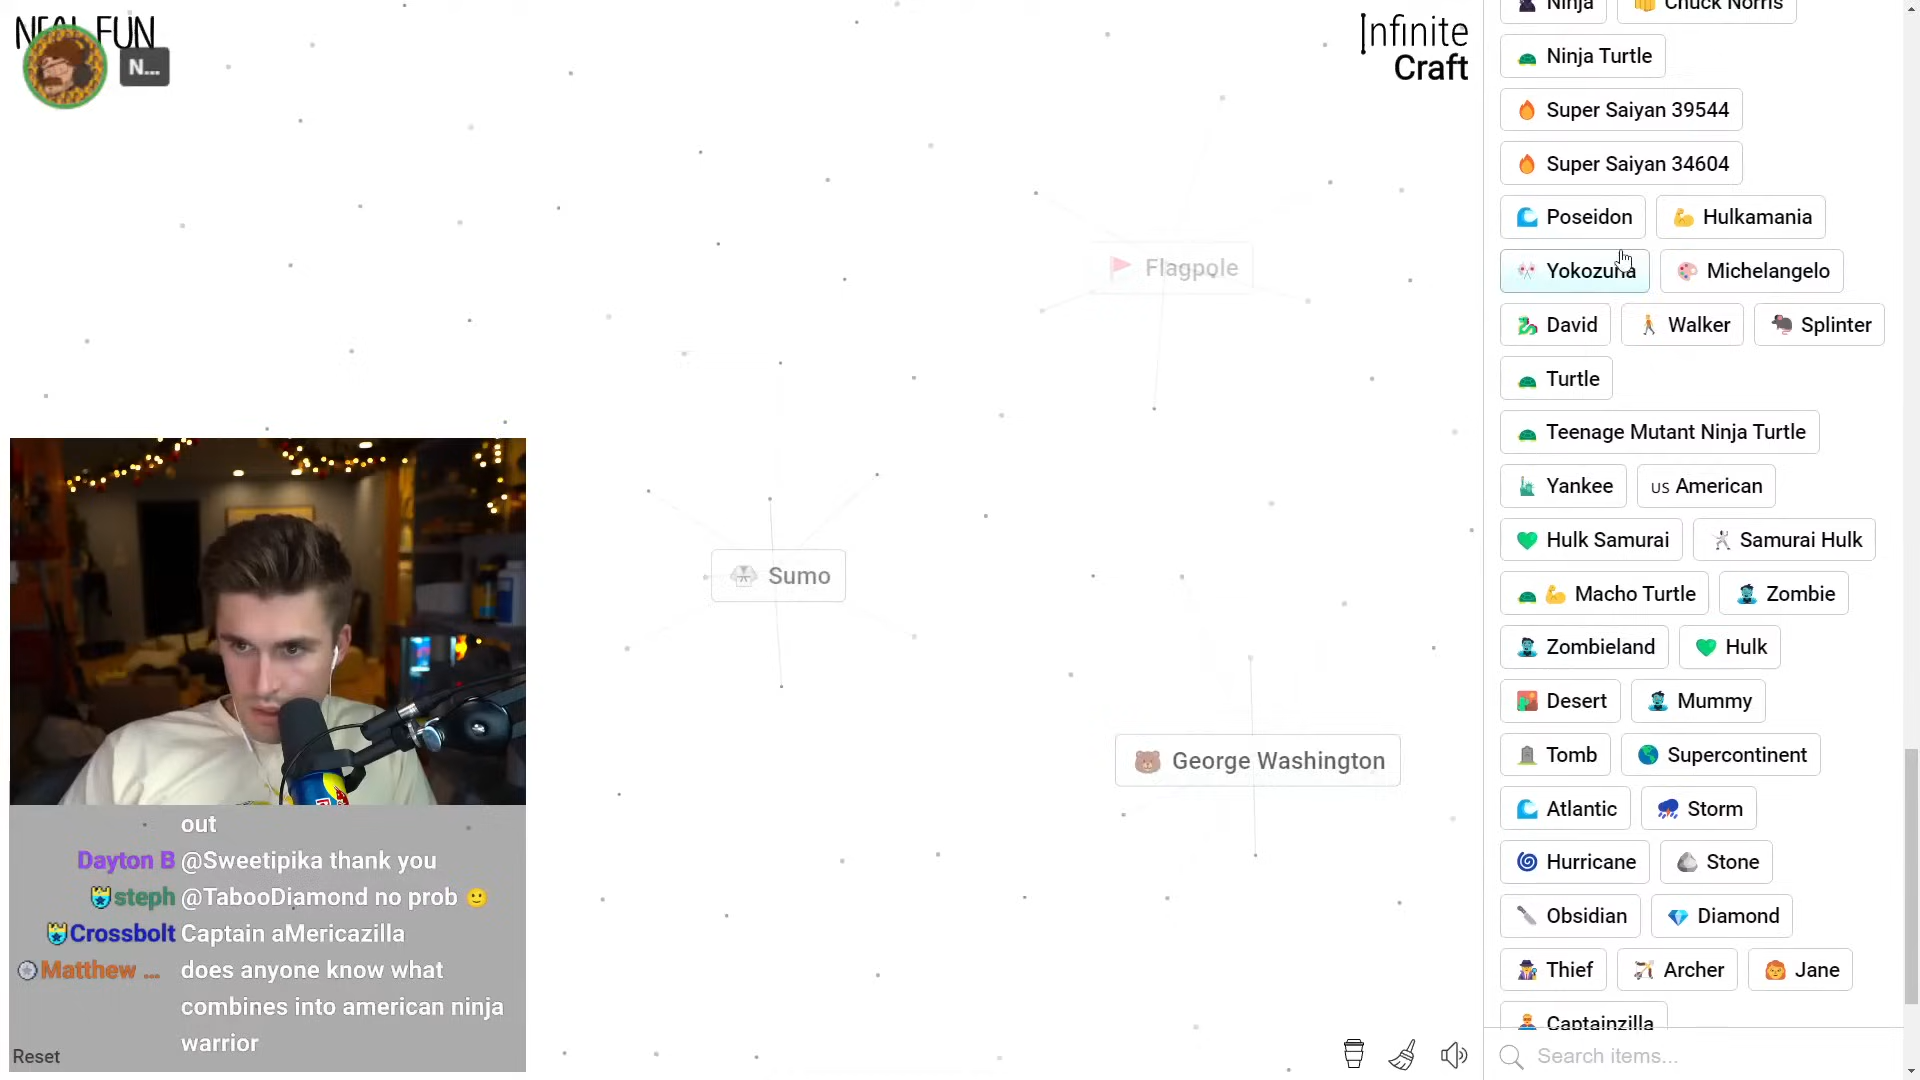 NEAL.FUN
N...
Infinite
Craft
Ninja
Chuck Norris
Ninja Turtle
Super Saiyan 39544
Super Saiyan 34604
Poseidon
Hulkamania
Yokozuna
Michelangelo
David
Walker
Splinter
Turtle
Teenage Mutant Ninja Turtle
Yankee
US American
Hulk Samurai
Samurai Hulk
Macho Turtle
Zombie
Zombieland
Hulk
Desert
Mummy
Tomb
Supercontinent
Atlantic
Storm
Hurricane
Stone
Obsidian
Diamond
Thief
Archer
Jane
Captainzilla
Search items...
Flagpole
Sumo
George Washington
out
Dayton B @Sweetipika thank you
steph @TabooDiamond no prob 🙂
Crossbolt Captain aMericazilla
Matthew ... does anyone know what
combines into american ninja
warrior
Reset